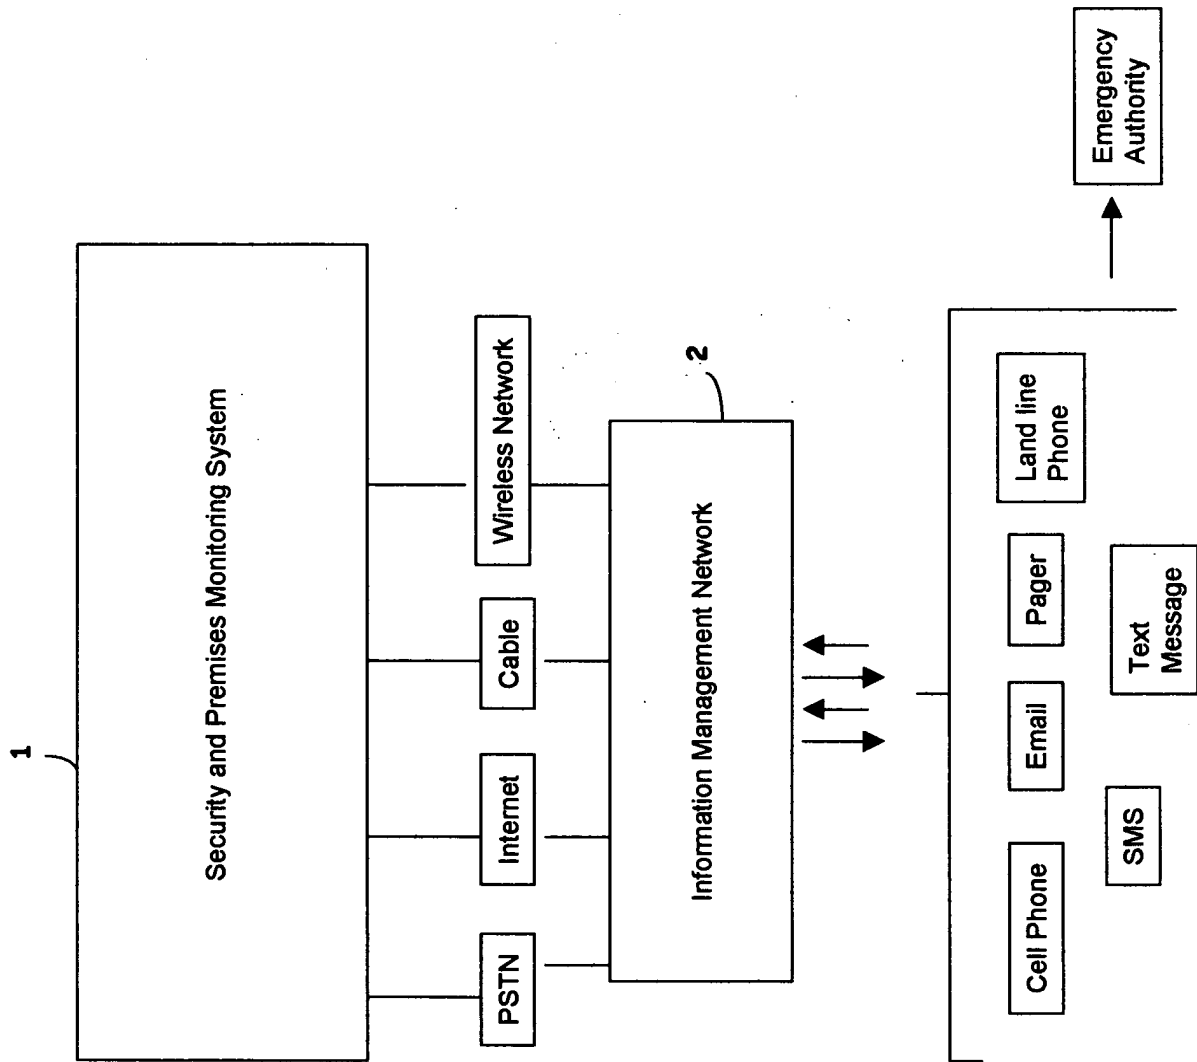 1
Security and Premises Monitoring System
PSTN
Internet
Cable
Wireless Network
2
Information Management Network
Cell Phone
Email
Pager
Land line
Phone
SMS
Text
Message
Emergency
Authority